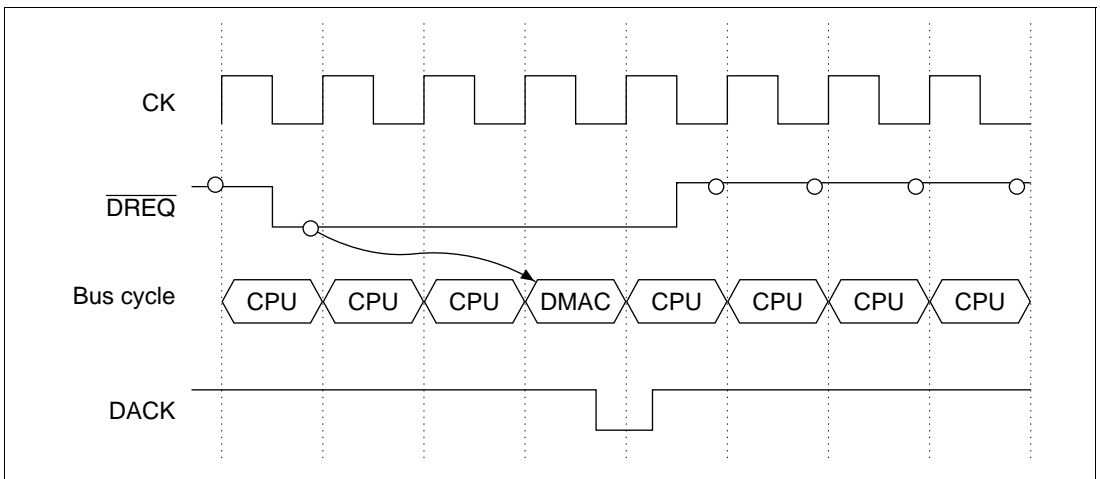 CK
DREQ
Bus cycle CPU CPU CPU DMAC CPU CPU CPU CPU
DACK